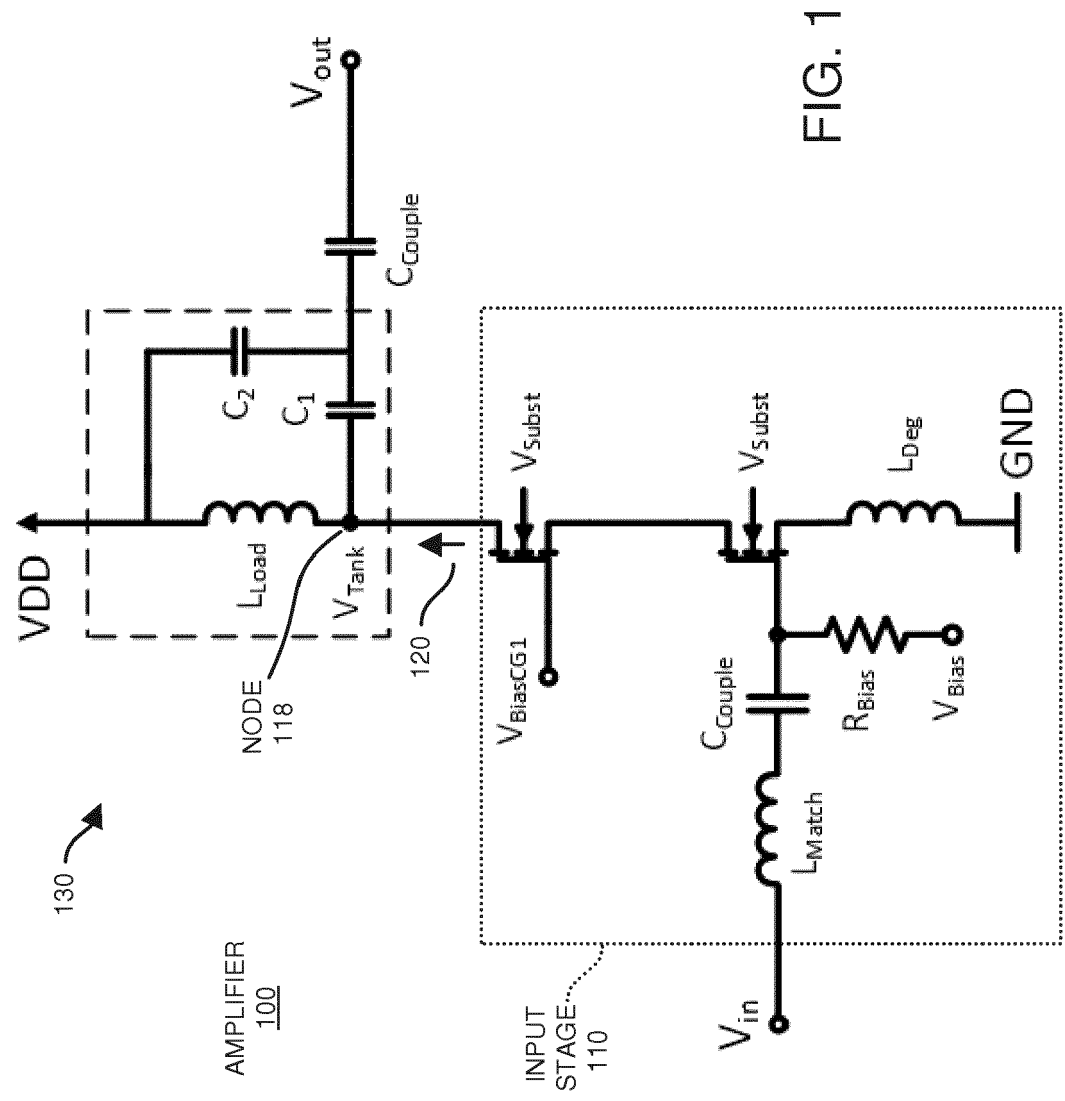 VDD
V_out
C_2
C_1
C_Couple
L_Load
V_Tank
NODE
118
120
130
AMPLIFIER
100
V_BiasCG1
V_Subst
V_Subst
L_Deg
GND
C_Couple
R_Bias
V_Bias
L_Match
V_in
INPUT
STAGE
110
FIG. 1